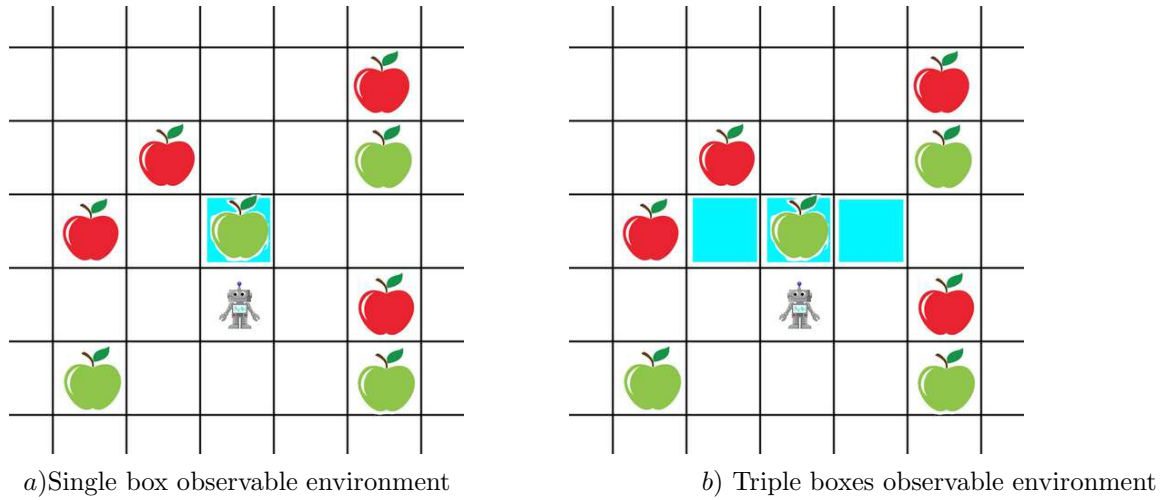 a)Single box observable environment
b) Triple boxes observable environment